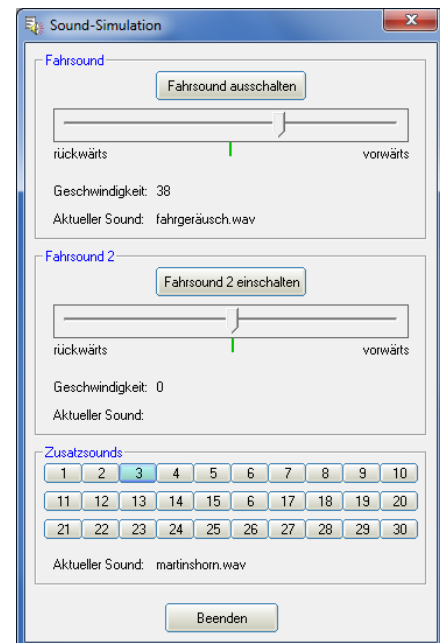 Sound-Simulation
Fahrsound
Fahrsound ausschalten
rückwärts vorwärts
Geschwindigkeit: 38
Aktueller Sound: fahrgeräusch.wav
Fahrsound 2
Fahrsound 2 einschalten
rückwärts vorwärts
Geschwindigkeit: 0
Aktueller Sound:
Zusatzsounds
1 2 3 4 5 6 7 8 9 10
11 12 13 14 15 6 17 18 19 20
21 22 23 24 25 26 27 28 29 30
Aktueller Sound: martinshorn.wav
Beenden